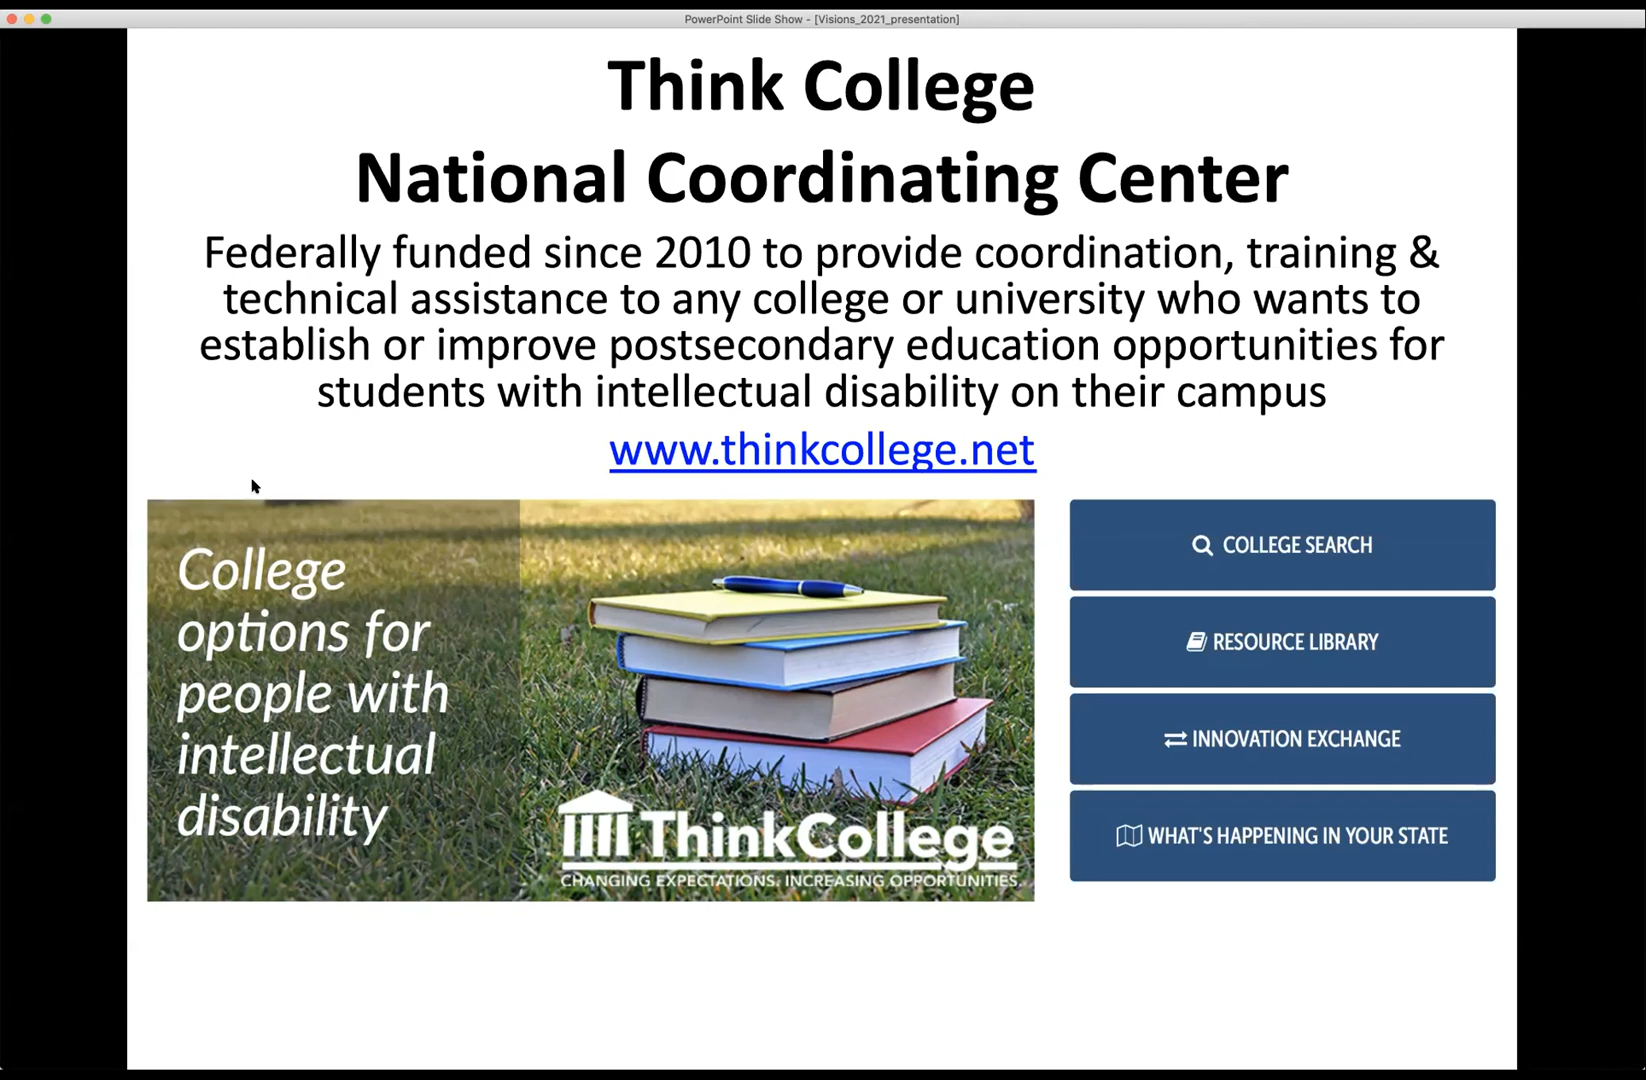 PowerPoint Slide Show - [Visions_2021_presentation]
Think College
National Coordinating Center
Federally funded since 2010 to provide coordination, training &
technical assistance to any college or university who wants to
establish or improve postsecondary education opportunities for
students with intellectual disability on their campus
www.thinkcollege.net
College
options for
people with
intellectual
disability
ThinkCollege
CHANGING EXPECTATIONS. INCREASING OPPORTUNITIES.
COLLEGE SEARCH
RESOURCE LIBRARY
INNOVATION EXCHANGE
WHAT'S HAPPENING IN YOUR STATE